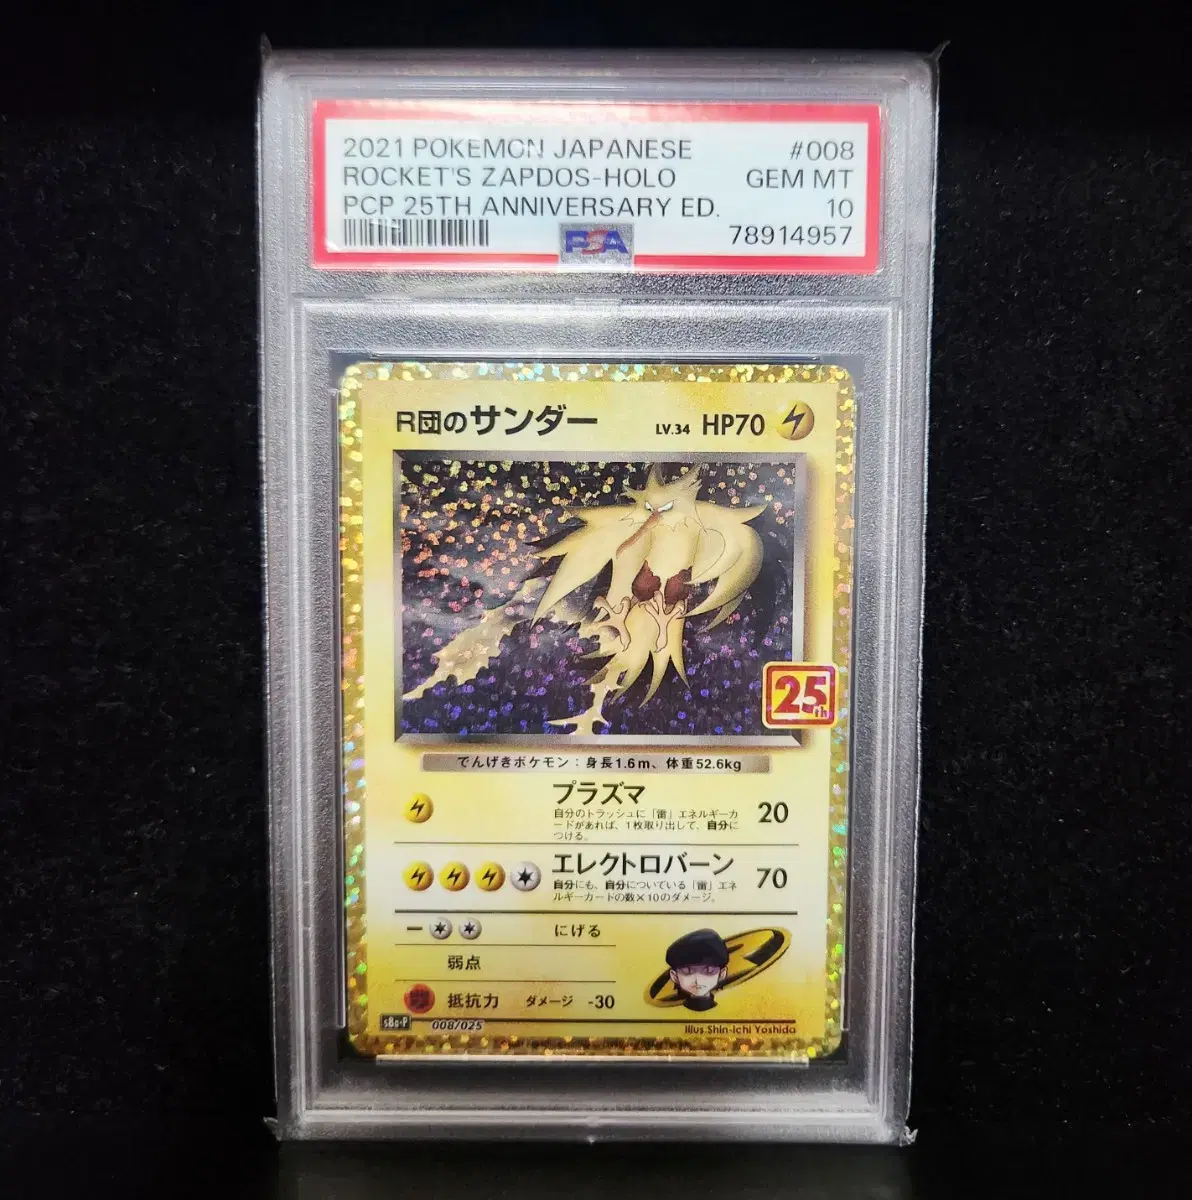 2021 POKEMON JAPANESE #008
ROCKET'S ZAPDOS-HOLO GEM MT
PCP 25TH ANNIVERSARY ED. 10
PSA 78914957
R団のサンダー LV.34 HP70
25th
でんげきポケモン：身長1.6m、体重52.6kg
プラズマ 20
自分のトラッシュに「雷」エネルギーカ
ードがあれば、1枚取り出して、自分に
つける。
エレクトロバーン 70
自分にも、自分についている「雷」エネ
ルギーカードの数×10のダメージ。
にげる
弱点
抵抗力 ダメージ -30
s8a-P 008/025 Illus.Shin-ichi Yoshida